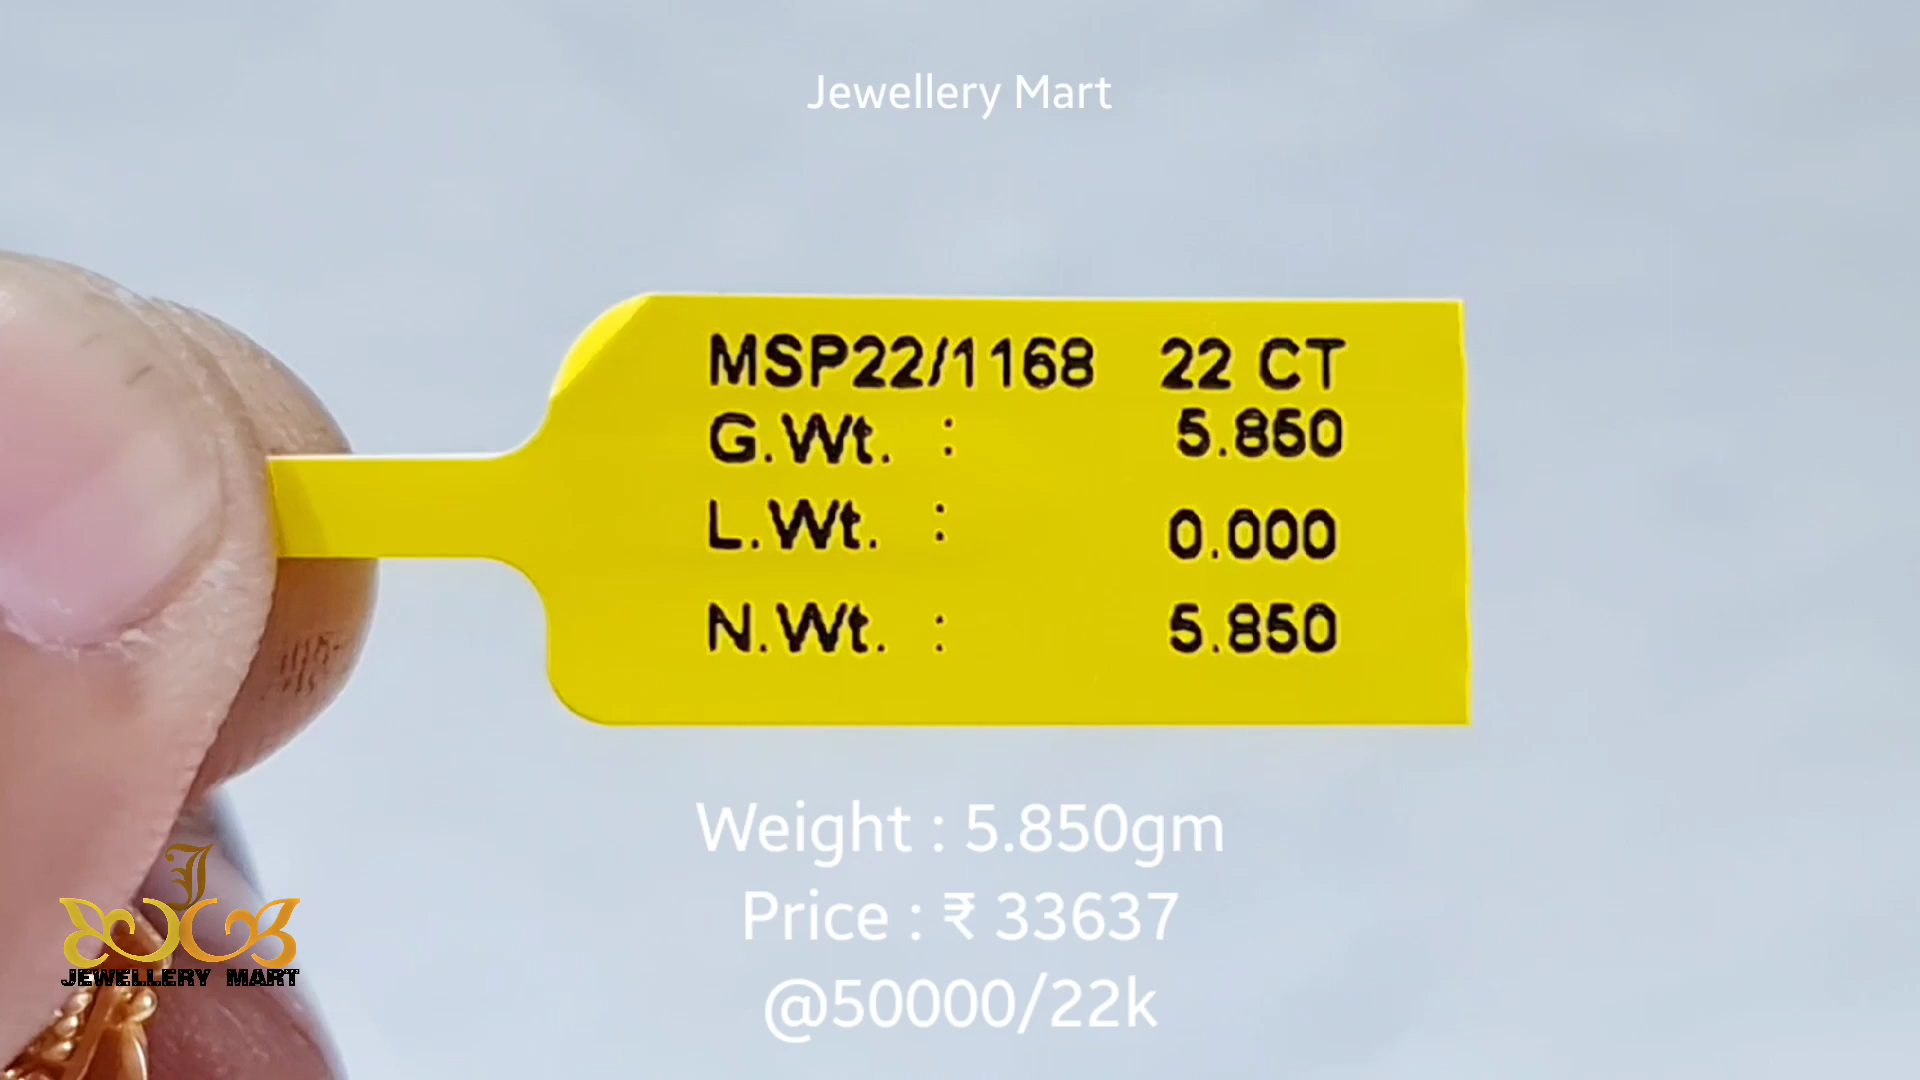 Jewellery Mart
MSP22/1168 22 CT
G.Wt. : 5.850
L.Wt. : 0.000
N.Wt. : 5.850
Weight : 5.850gm
Price : ₹ 33637
@50000/22k
J
JEWELLERY MART